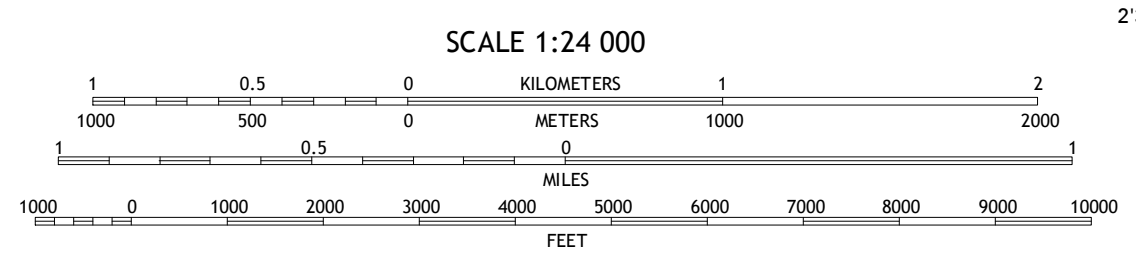 2'
SCALE 1:24 000
1 0.5 0 KILOMETERS 1 2
1000 500 0 METERS 1000 2000
1 0.5 0 1
MILES
1000 0 1000 2000 3000 4000 5000 6000 7000 8000 9000 10000
FEET